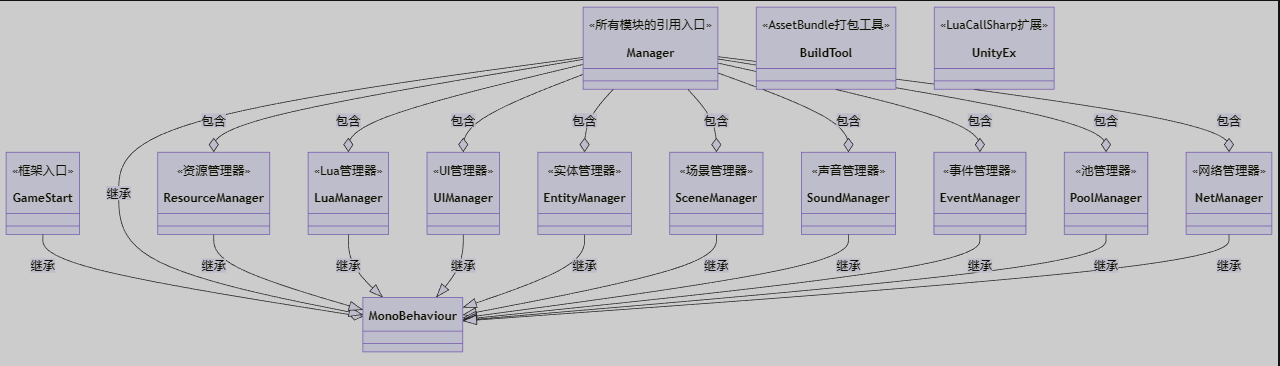 «所有模块的引用入口»
Manager
«AssetBundle打包工具»
BuildTool
«LuaCallSharp扩展»
UnityEx
包含
包含
包含
包含
包含
包含
包含
包含
包含
«框架入口»
GameStart
继承
«资源管理器»
ResourceManager
«Lua管理器»
LuaManager
«UI管理器»
UIManager
«实体管理器»
EntityManager
«场景管理器»
SceneManager
«声音管理器»
SoundManager
«事件管理器»
EventManager
«池管理器»
PoolManager
«网络管理器»
NetManager
继承
继承
继承
继承
继承
继承
继承
继承
继承
继承
MonoBehaviour